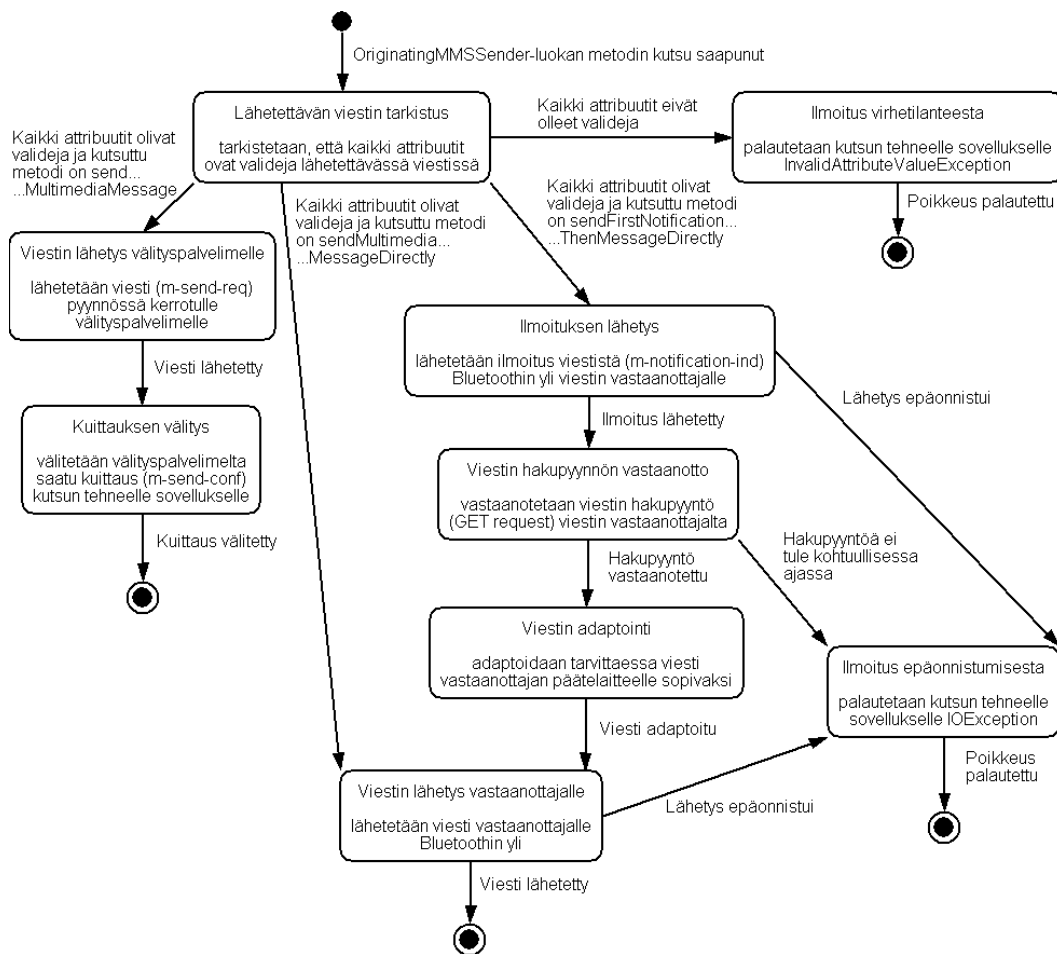 OriginatingMMSSender-luokan metodin kutsu saapunut
Lähetettävän viestin tarkistus
tarkistetaan, että kaikki attribuutit
ovat valideja lähetettävässä viestissä
Kaikki attribuutit eivät
olleet valideja
Ilmoitus virhetilanteesta
palautetaan kutsun tehneelle sovellukselle
InvalidAttributeValueException
Poikkeus palautettu
Kaikki attribuutit olivat
valideja ja kutsuttu
metodi on send...
...MultimediaMessage
Kaikki attribuutit olivat
valideja ja kutsuttu metodi
on sendMultimedia...
...MessageDirectly
Kaikki attribuutit olivat
valideja ja kutsuttu metodi
on sendFirstNotification...
...ThenMessageDirectly
Viestin lähetys välityspalvelimelle
lähetetään viesti (m-send-req)
pyynnössä kerrotulle
välityspalvelimelle
Viesti lähetetty
Kuittauksen välitys
välitetään välityspalvelimelta
saatu kuittaus (m-send-conf)
kutsun tehneelle sovellukselle
Kuittaus välitetty
Ilmoituksen lähetys
lähetetään ilmoitus viestistä (m-notification-ind)
Bluetoothin yli viestin vastaanottajalle
Lähetys epäonnistui
Ilmoitus lähetetty
Viestin hakupyynnön vastaanotto
vastaanotetaan viestin hakupyyntö
(GET request) viestin vastaanottajalta
Hakupyyntö
vastaanotettu
Hakupyyntöä ei
tule kohtuullisessa
ajassa
Viestin adaptointi
adaptoidaan tarvittaessa viesti
vastaanottajan päätelaitteelle sopivaksi
Viesti adaptoitu
Ilmoitus epäonnistumisesta
palautetaan kutsun tehneelle
sovellukselle IOException
Poikkeus
palautettu
Viestin lähetys vastaanottajalle
lähetetään viesti vastaanottajalle
Bluetoothin yli
Lähetys epäonnistui
Viesti lähetetty